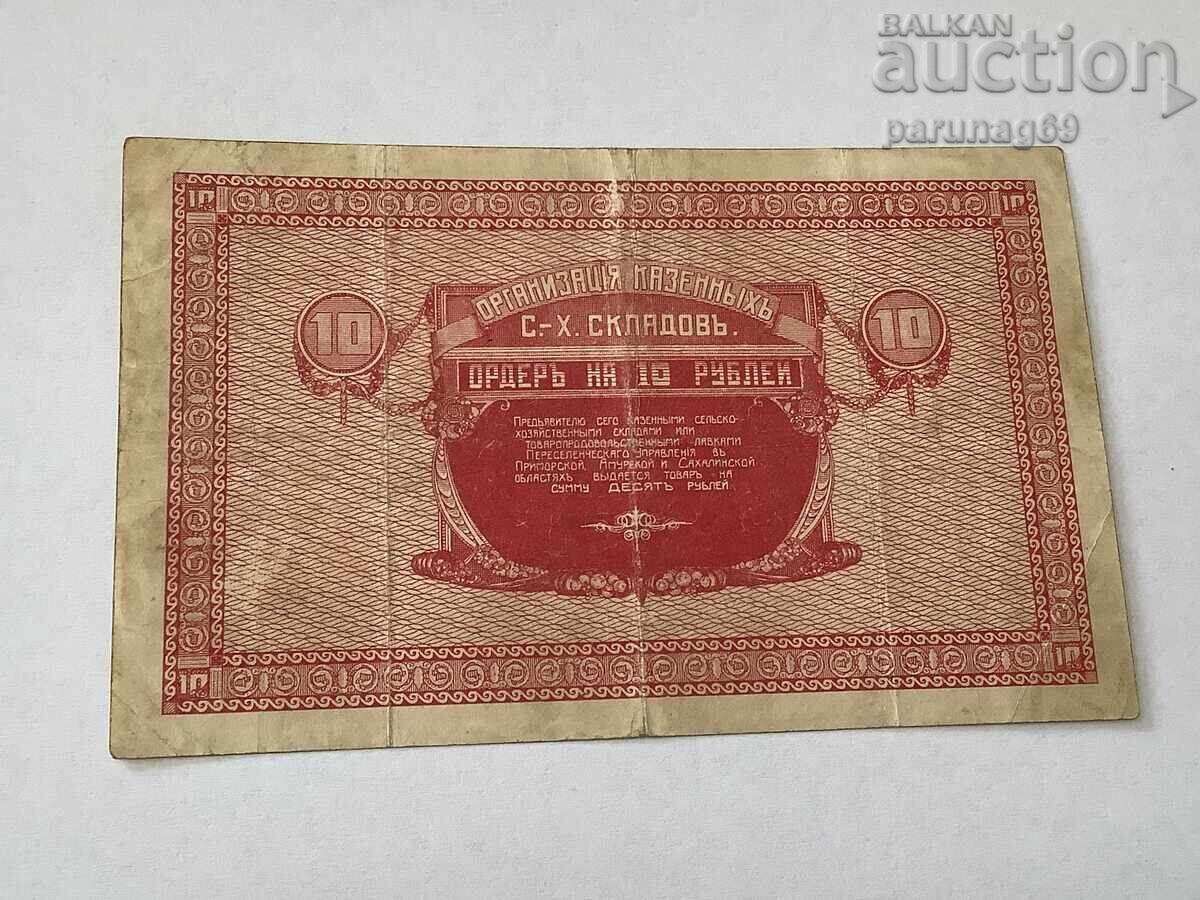 BALKAN
auction
parunag69
10 10
ОРГАНИЗАЦІЯ КАЗЕННЫХЪ
С.-Х. СКЛАДОВЪ.
10 10
ОРДЕРЪ НА 10 РУБЛЕЙ
Предъявителю сего казенными сельско-
хозяйственными складами или
товаропродовольственными лавками
Переселенческаго Управленія въ
Приморской, Амурской и Сахалинской
областяхъ выдается товаръ на
сумму ДЕСЯТЬ рублей
10 10